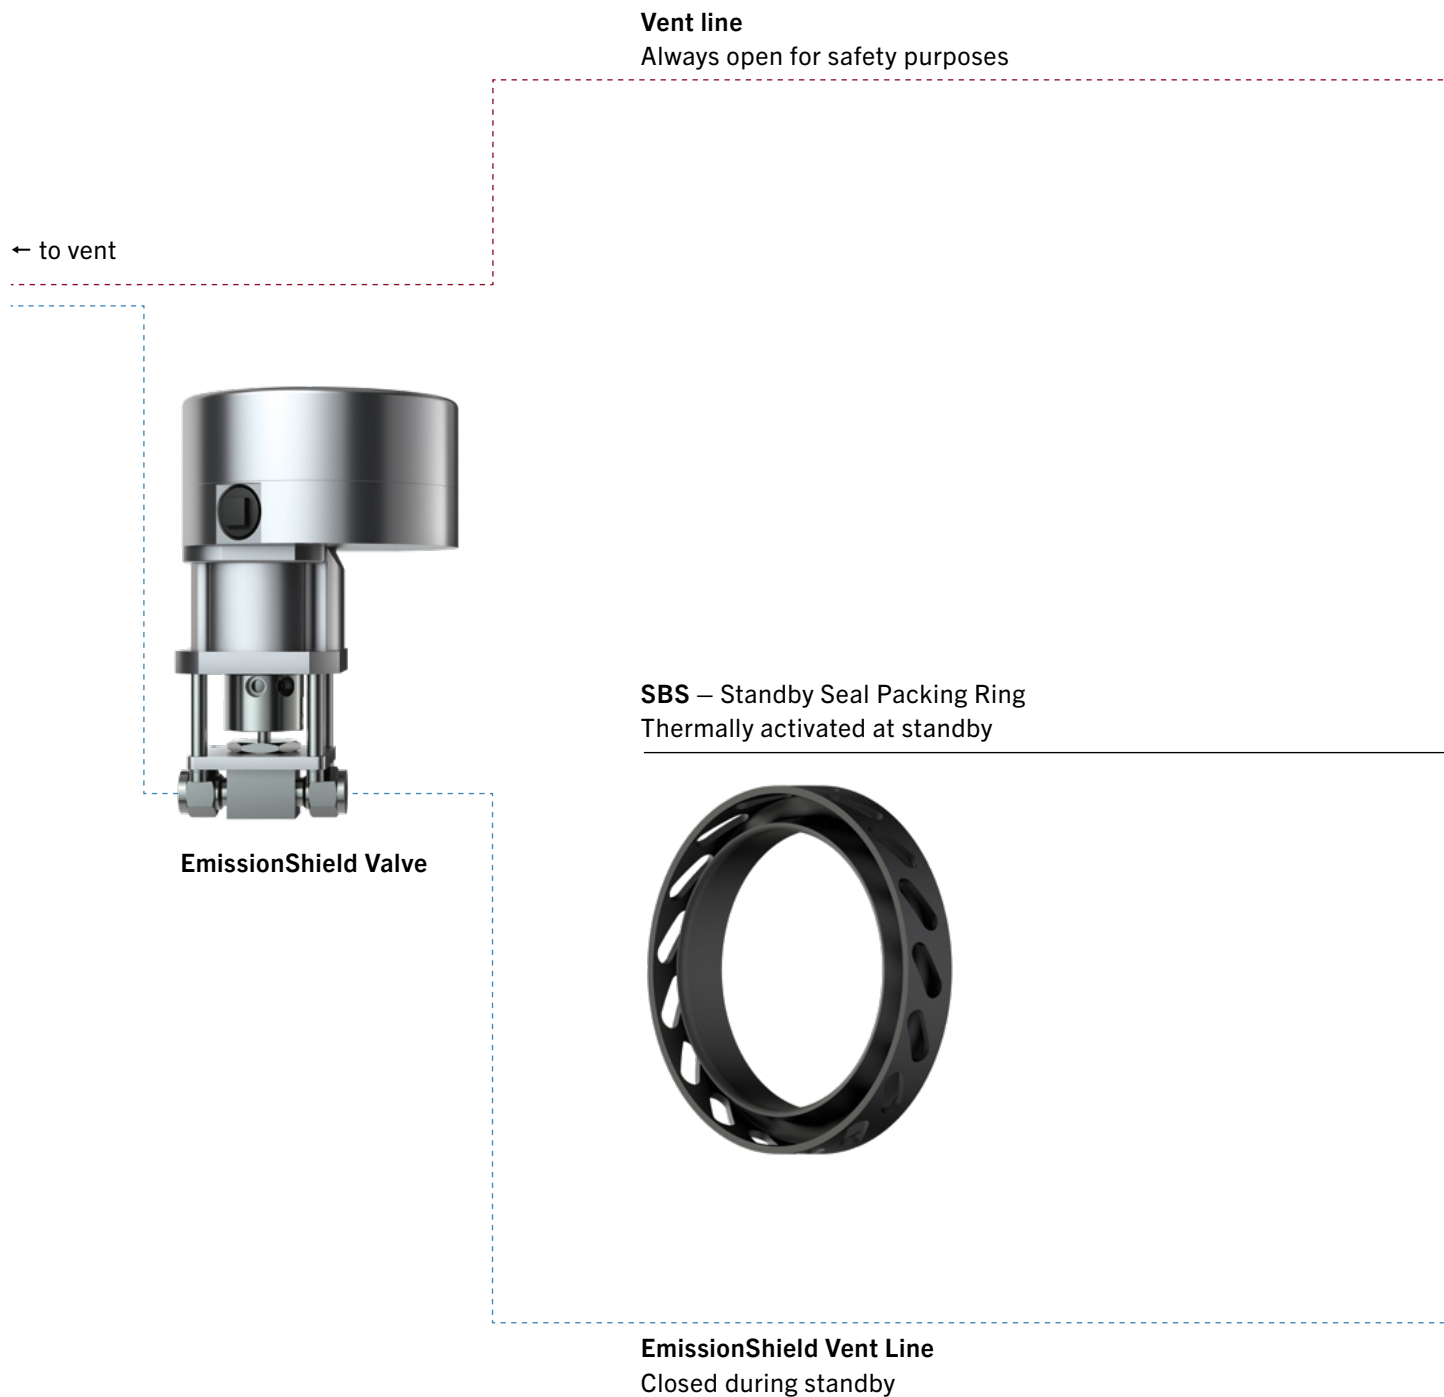 Vent line
Always open for safety purposes
← to vent
SBS – Standby Seal Packing Ring
Thermally activated at standby
EmissionShield Valve
EmissionShield Vent Line
Closed during standby